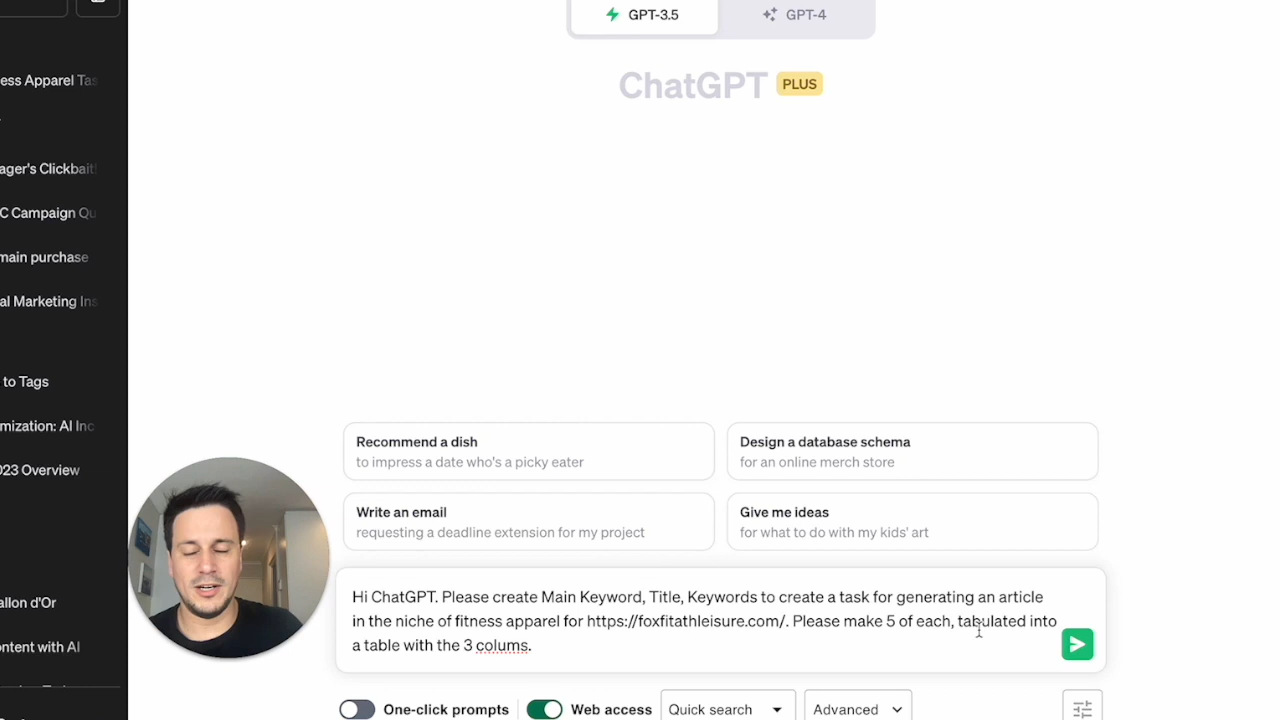 GPT-3.5
GPT-4
ess Apparel Tas
ChatGPT PLUS
ager's Clickbait
C Campaign Qu
main purchase
al Marketing Ins
to Tags
mization: AI Inc
023 Overview
Recommend a dish
to impress a date who's a picky eater
Design a database schema
for an online merch store
Write an email
requesting a deadline extension for my project
Give me ideas
for what to do with my kids' art
allon d'Or
ontent with AI
Hi ChatGPT. Please create Main Keyword, Title, Keywords to create a task for generating an article
in the niche of fitness apparel for https://foxfitathleisure.com/. Please make 5 of each, tabulated into
a table with the 3 colums.
One-click prompts
Web access
Quick search
Advanced